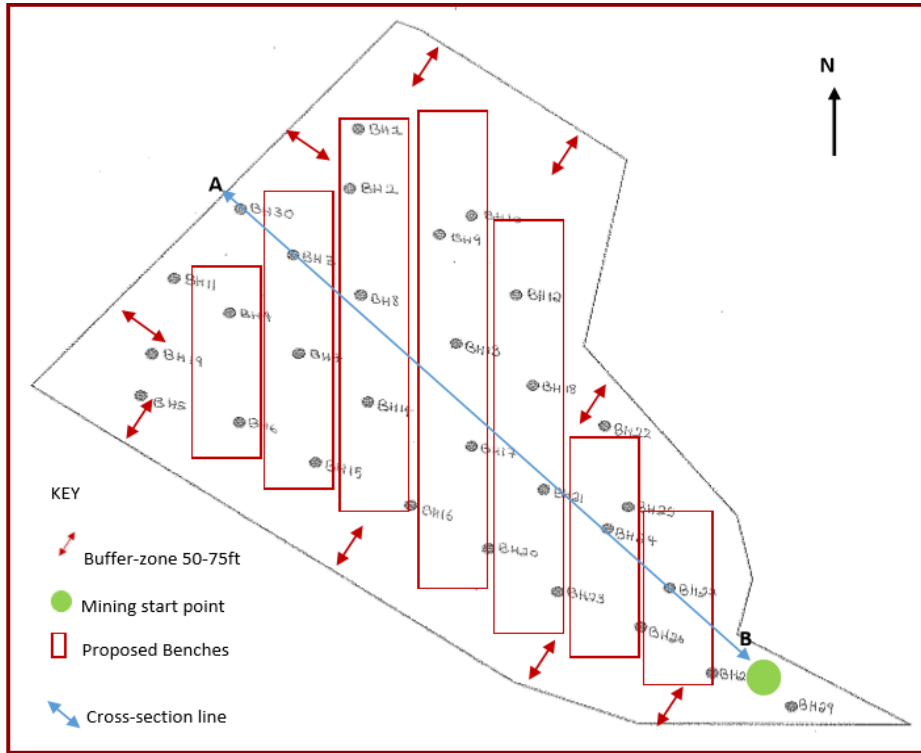 N
BH1
BH2
A
BH30
BH10
BH9
BH3
BH11
BH8
BH12
BH4
BH13
BH19
BH7
BH18
BH5
BH14
BH6
BH22
BH17
BH15
BH21
KEY
BH16
BH25
BH24
Buffer-zone 50-75ft
BH20
BH23
BH27
Mining start point
BH26
B
Proposed Benches
BH2
BH29
Cross-section line